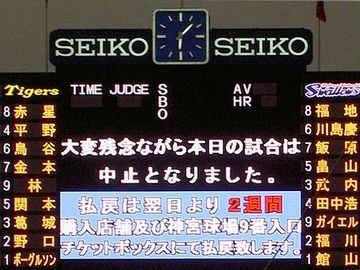 SEIKO SEIKO
Tigers Swallows
TIME JUDGE S AV
B HR
O
8 赤星 8 福地
4 平野 6 川島慶
6 鳥谷 5 飯原
7 金本 5 畠山
9 林 3 武内
5 関本 4 田中浩
3 葛城 9 ガイエル
2 野口 2 福川
1 ボーグルソン 1 館山
大変残念ながら本日の試合は
中止となりました。
払戻は翌日より 2週間
購入店舗及び神宮球場9番入口
チケットボックスにて払戻致します。